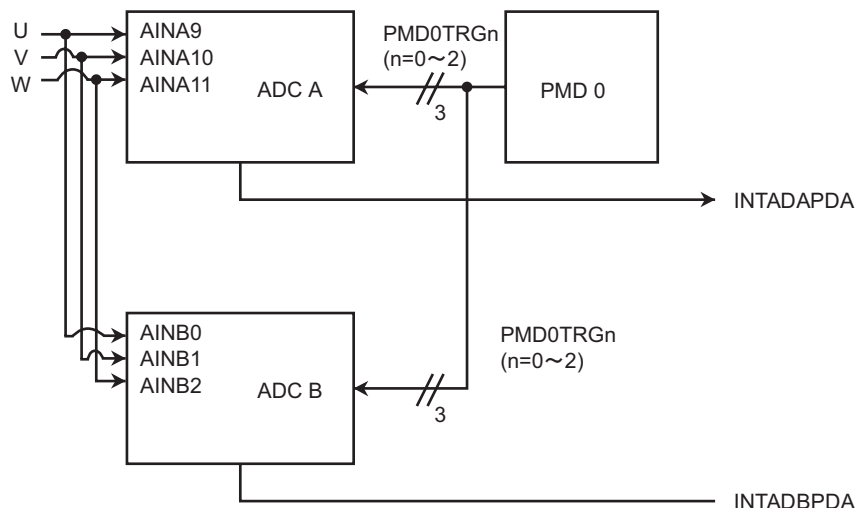 U
V
W
AINA9
AINA10
AINA11
ADC A
PMD0TRGn
(n=0～2)
3
PMD 0
INTADAPDA
AINB0
AINB1
AINB2
ADC B
PMD0TRGn
(n=0～2)
3
INTADBPDA